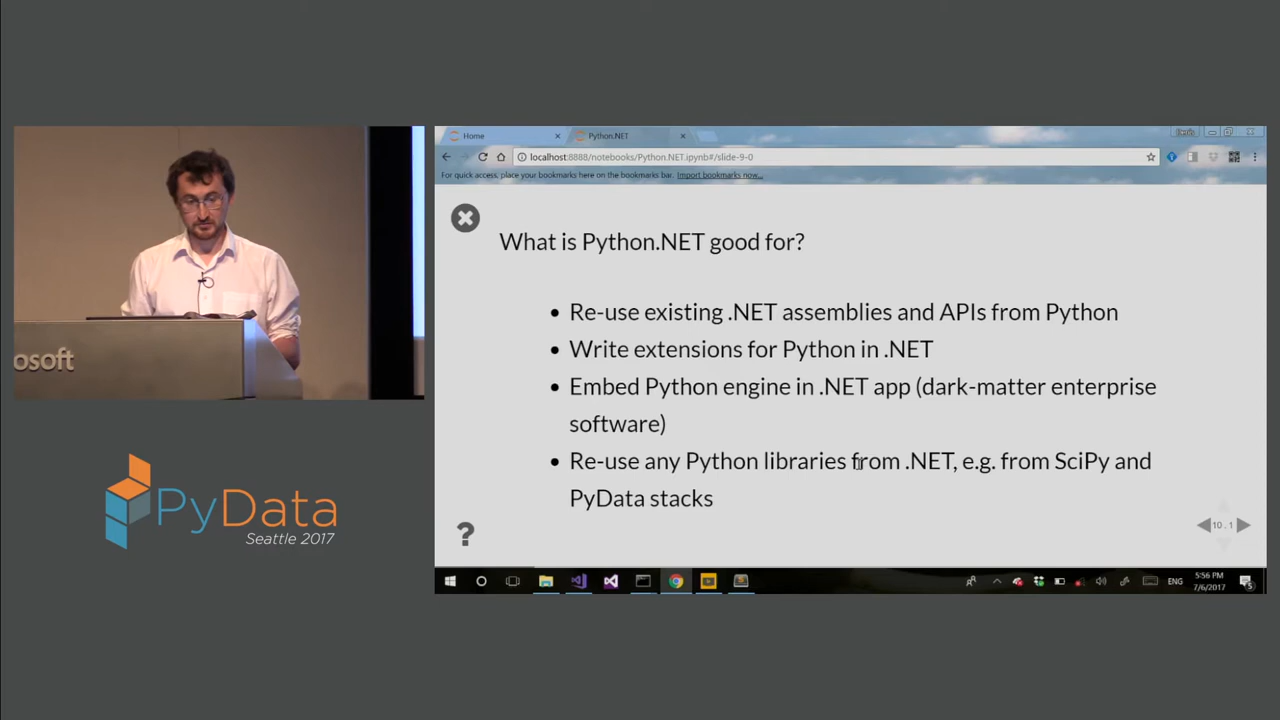 Home
Python.NET
Denis
localhost:8888/notebooks/Python.NET.ipynb#/slide-9-0
For quick access, place your bookmarks here on the bookmarks bar. Import bookmarks now...
What is Python.NET good for?
Re-use existing .NET assemblies and APIs from Python
Write extensions for Python in .NET
Embed Python engine in .NET app (dark-matter enterprise
software)
Re-use any Python libraries from .NET, e.g. from SciPy and
PyData stacks
?
10.1
ENG
5:56 PM
7/6/2017
5
osoft
PyData
Seattle 2017